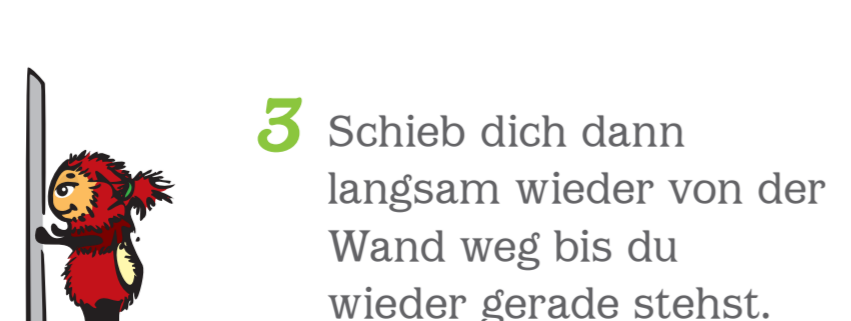 3 Schieb dich dann
langsam wieder von der
Wand weg bis du
wieder gerade stehst.